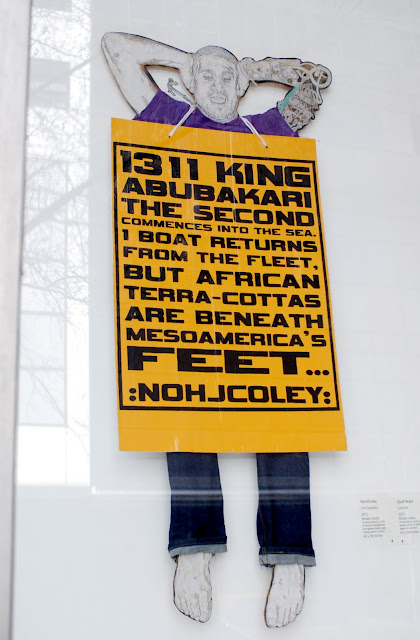 1311 KING
ABUBAKARI
THE SECOND
COMMENCES INTO THE SEA.
1 BOAT RETURNS
FROM THE FLEET,
BUT AFRICAN
TERRA-COTTAS
ARE BENEATH
MESOAMERICA'S
FEET...
:NOHJCOLEY: